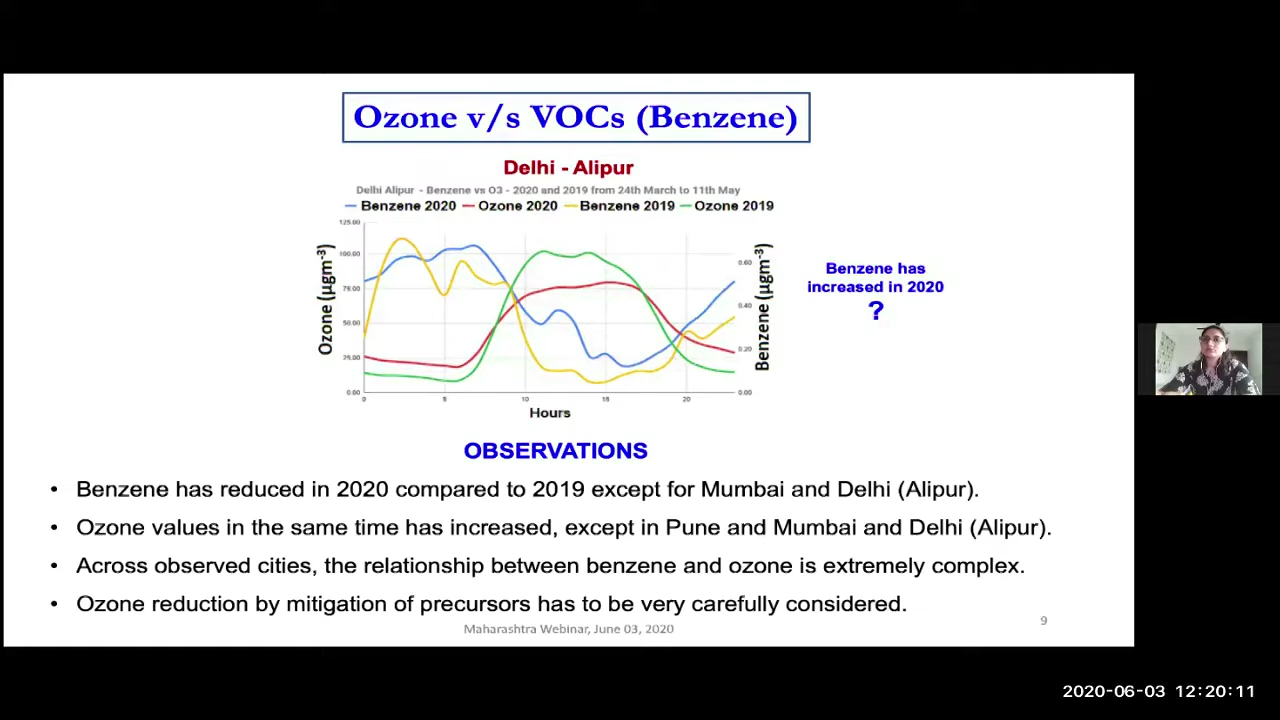 Ozone v/s VOCs (Benzene)
Delhi - Alipur
Delhi Alipur - Benzene vs O3 - 2020 and 2019 from 24th March to 11th May
Benzene 2020 Ozone 2020 Benzene 2019 Ozone 2019
Ozone (µgm⁻³)
125.00
100.00
75.00
50.00
25.00
0.00
0 5 10 15 20
Hours
0.60
0.40
0.20
0.00
Benzene (µgm⁻³)
Benzene has
increased in 2020
?
OBSERVATIONS
• Benzene has reduced in 2020 compared to 2019 except for Mumbai and Delhi (Alipur).
• Ozone values in the same time has increased, except in Pune and Mumbai and Delhi (Alipur).
• Across observed cities, the relationship between benzene and ozone is extremely complex.
• Ozone reduction by mitigation of precursors has to be very carefully considered.
Maharashtra Webinar, June 03, 2020
9
2020-06-03 12:20:11